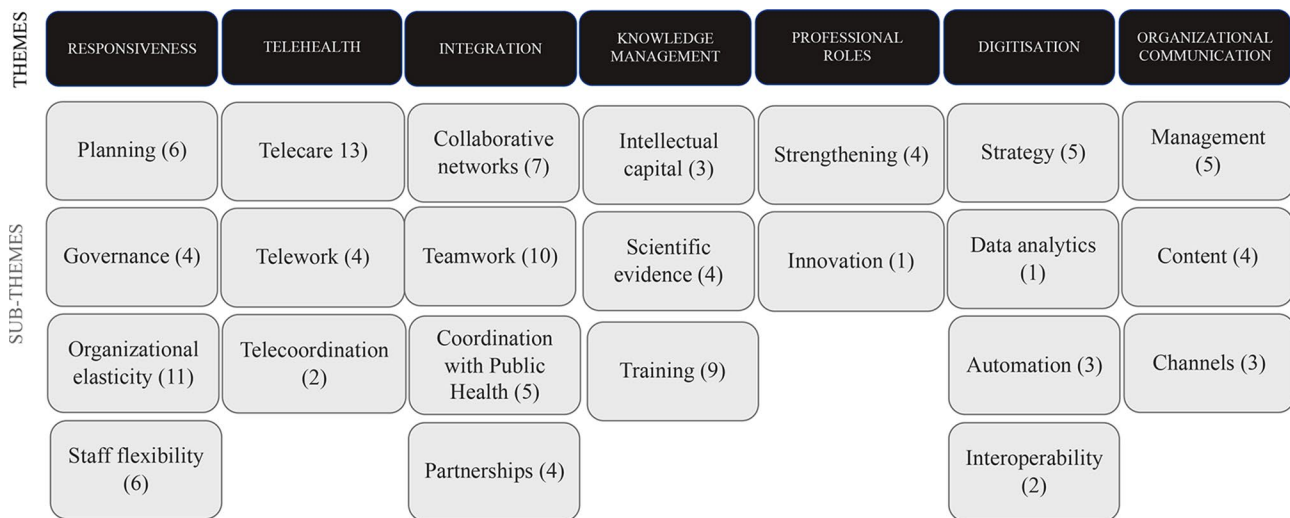 THEMES
RESPONSIVENESS
TELEHEALTH
INTEGRATION
KNOWLEDGE
MANAGEMENT
PROFESSIONAL
ROLES
DIGITISATION
ORGANIZATIONAL
COMMUNICATION
SUB-THEMES
Planning (6)
Telecare 13)
Collaborative
networks (7)
Intellectual
capital (3)
Strengthening (4)
Strategy (5)
Management
(5)
Governance (4)
Telework (4)
Teamwork (10)
Scientific
evidence (4)
Innovation (1)
Data analytics
(1)
Content (4)
Organizational
elasticity (11)
Telecoordination
(2)
Coordination
with Public
Health (5)
Training (9)
Automation (3)
Channels (3)
Staff flexibility
(6)
Partnerships (4)
Interoperability
(2)